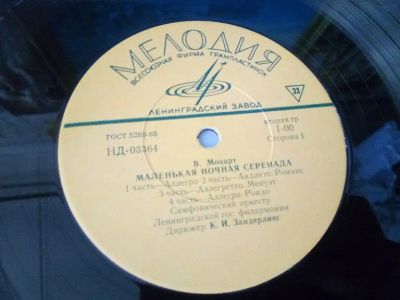 МЕЛОДИЯ
ВСЕСОЮЗНАЯ ФИРМА ГРАМПЛАСТИНОК
33
ЛЕНИНГРАДСКИЙ ЗАВОД
ГОСТ 5289-68
вторая гр
НД-03364
1-00
Сторона 1
В. Моцарт
МАЛЕНЬКАЯ НОЧНАЯ СЕРЕНАДА
1 часть—Аллегро 2 часть—Анданте. Романс
3 часть—Аллегретто. Менуэт
4 часть—Аллегро. Рондо
Симфонический оркестр
Ленинградской гос. филармонии
Дирижер К. И. Зандерлинг